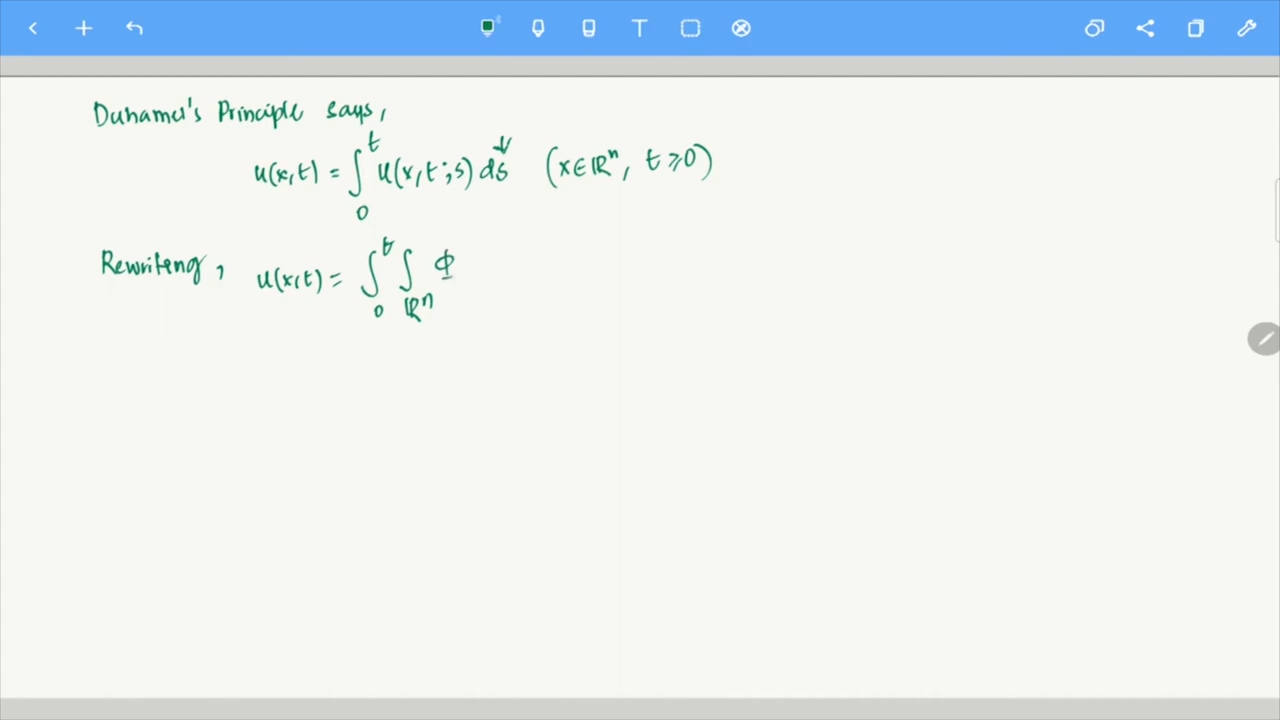 Duhamel's Principle says,
u(x,t) = ∫₀ᵗ u(x,t;s) ds (x∈ℝⁿ, t≥0)
Rewriting, u(x,t) = ∫₀ᵗ ∫_ℝⁿ Φ